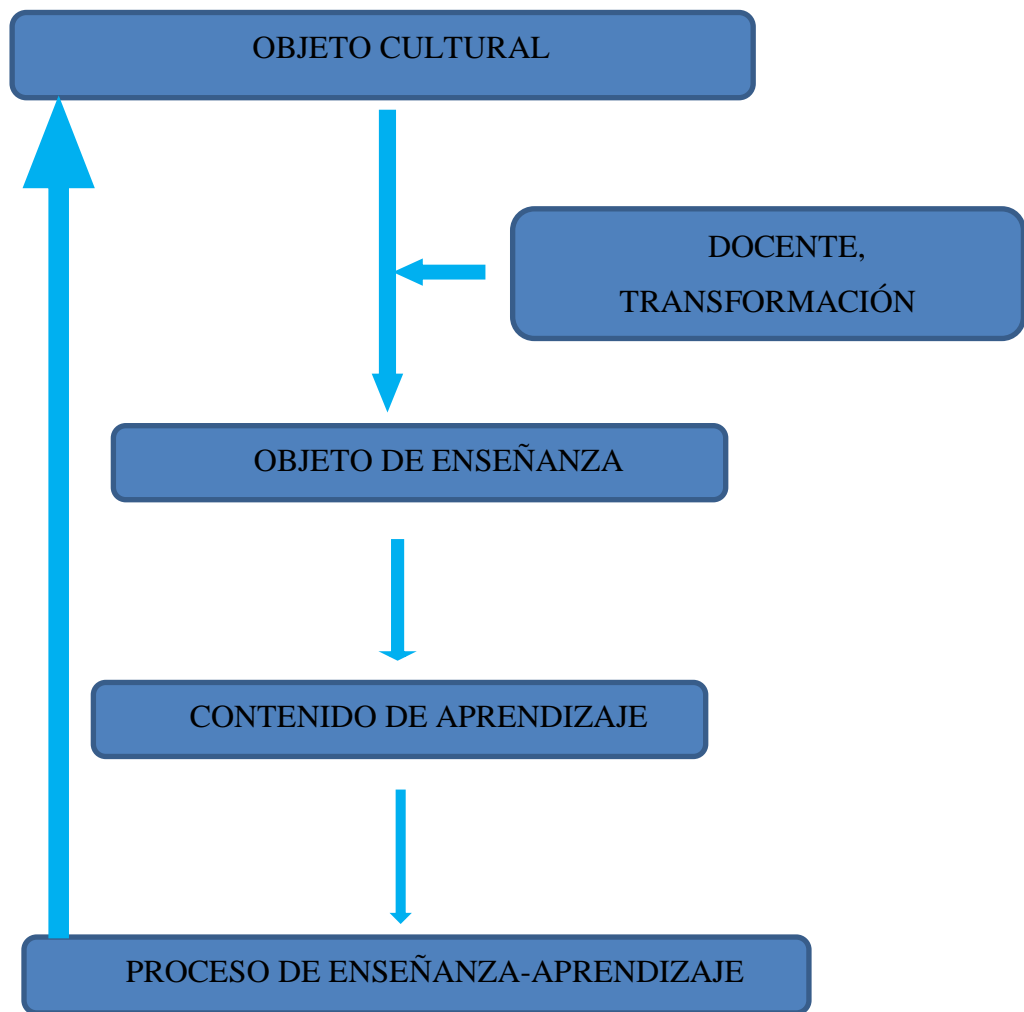 OBJETO CULTURAL
DOCENTE,
TRANSFORMACIÓN
OBJETO DE ENSEÑANZA
CONTENIDO DE APRENDIZAJE
PROCESO DE ENSEÑANZA-APRENDIZAJE